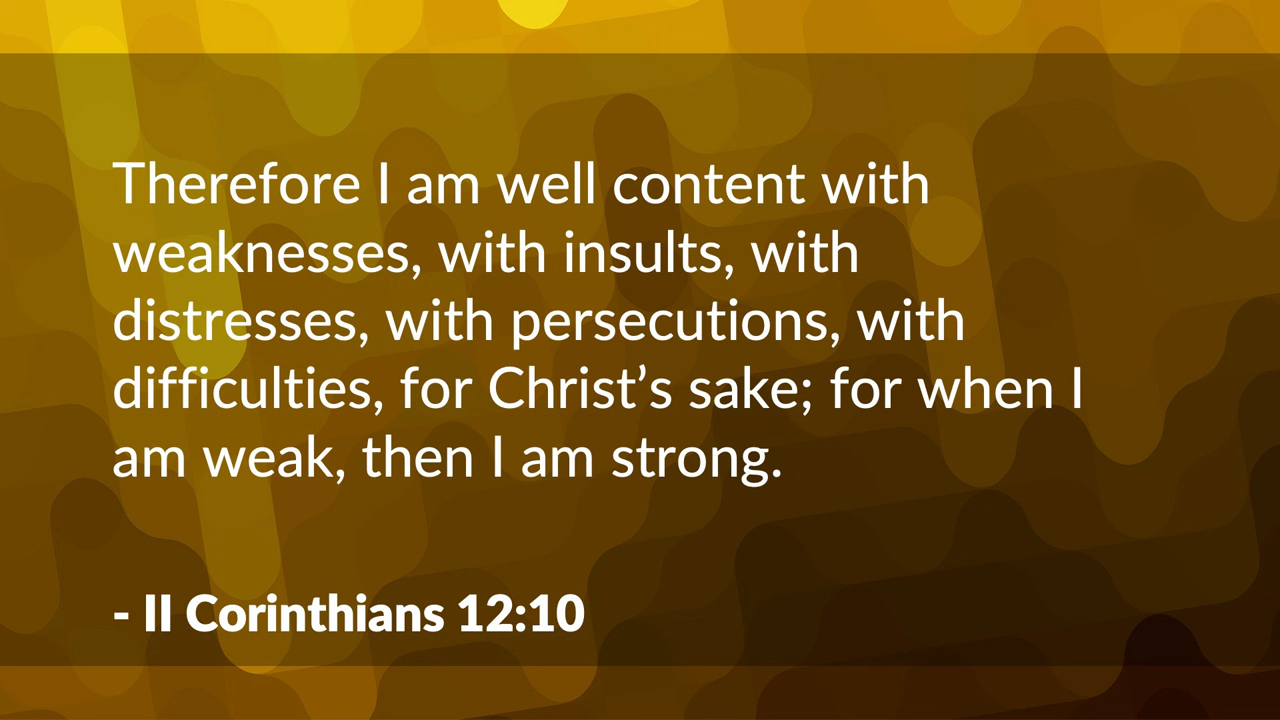 Therefore I am well content with
weaknesses, with insults, with
distresses, with persecutions, with
difficulties, for Christ’s sake; for when I
am weak, then I am strong.
- II Corinthians 12:10